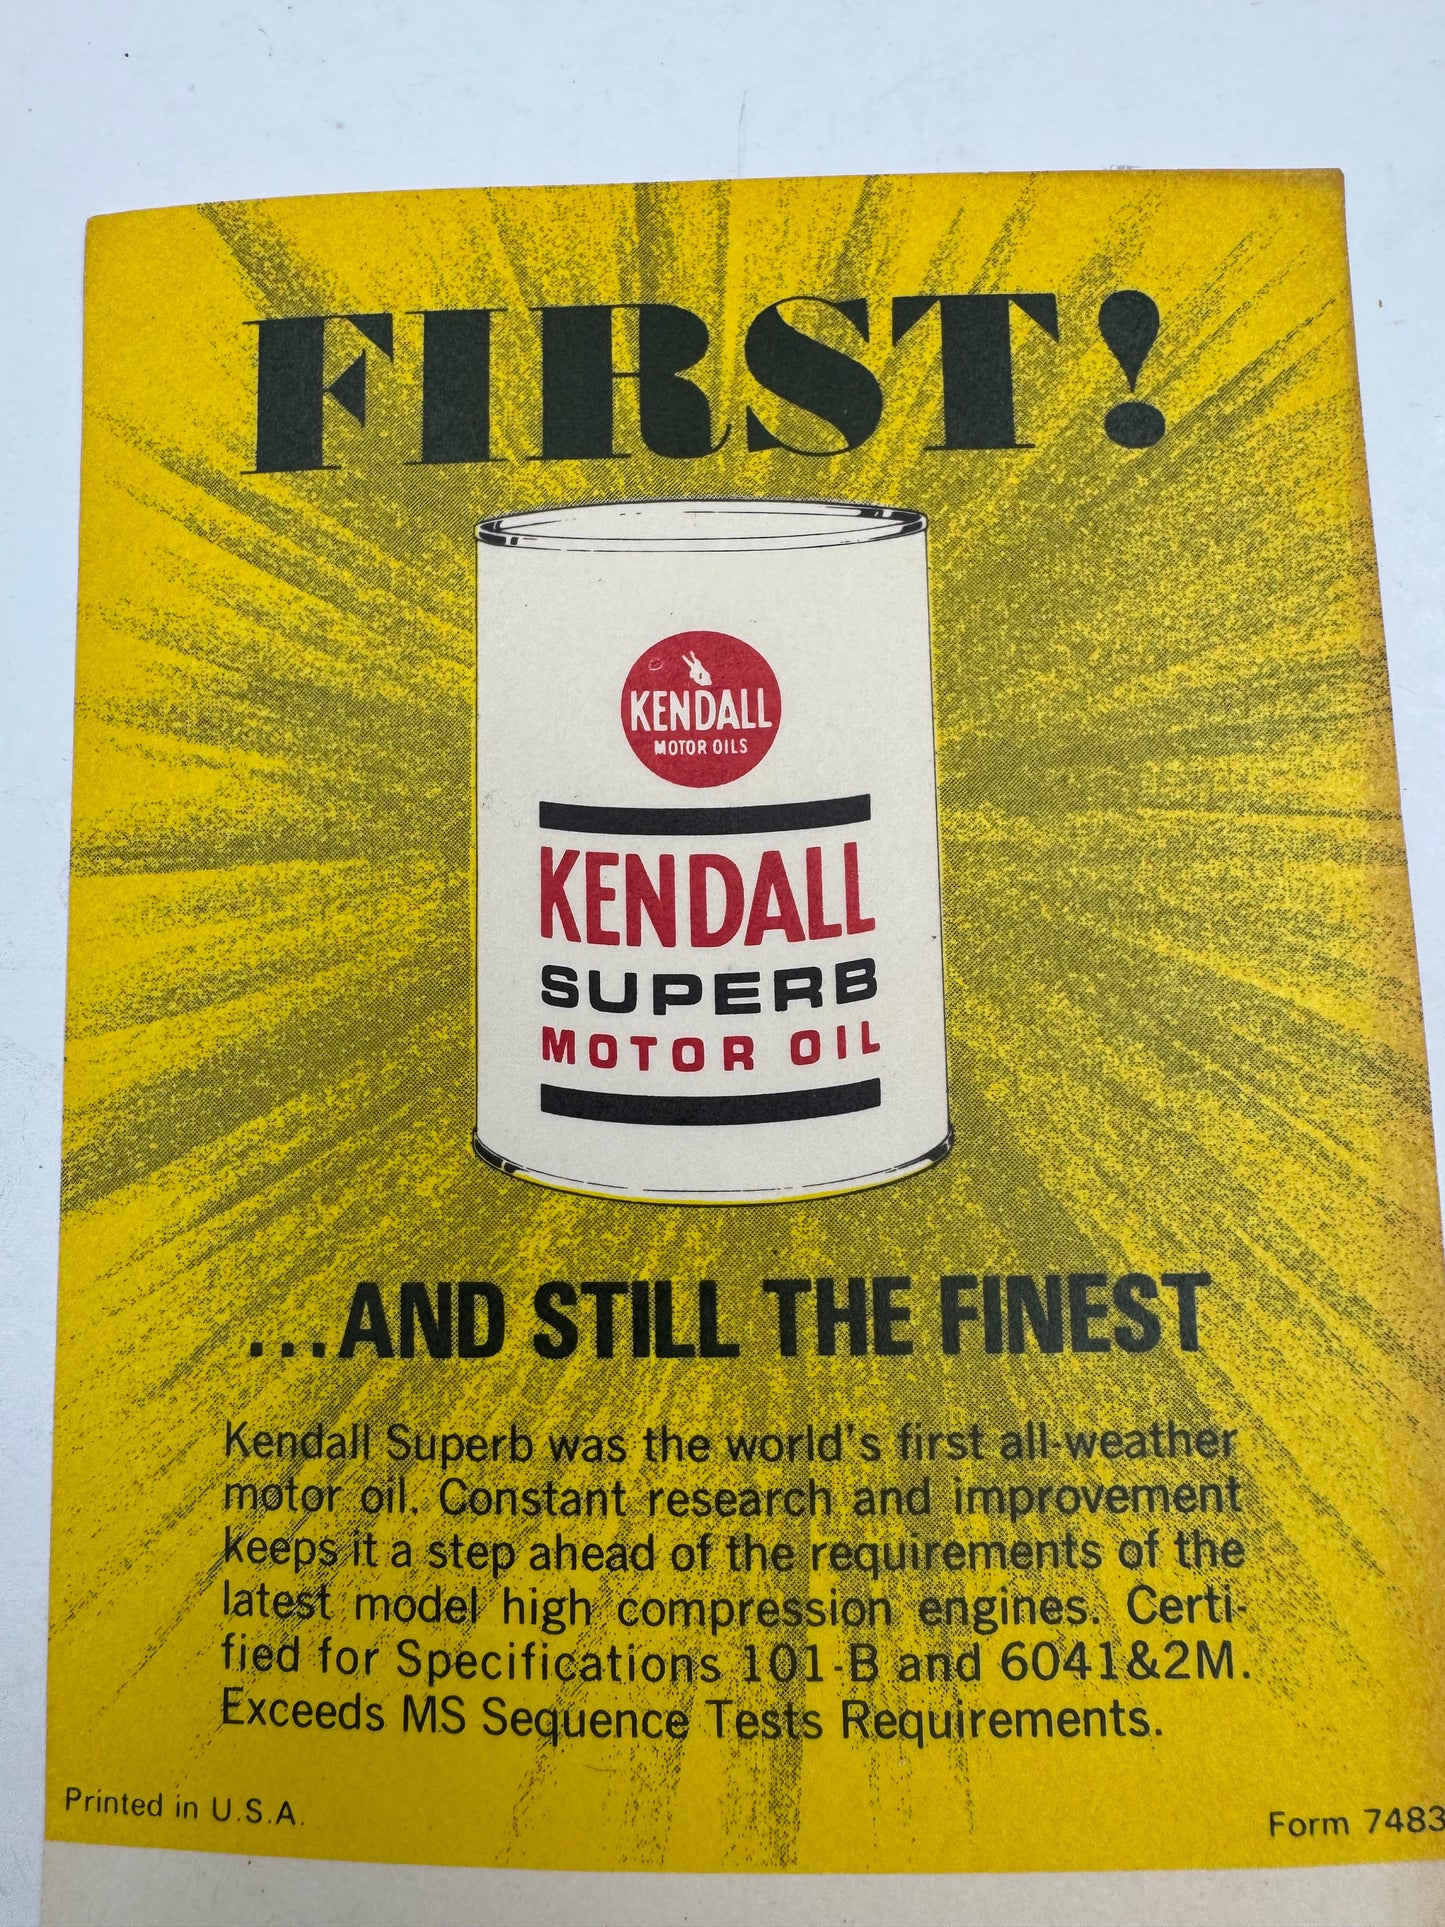 FIRST!
KENDALL
MOTOR OILS
KENDALL
SUPERB
MOTOR OIL
...AND STILL THE FINEST
Kendall Superb was the world's first all-weather
motor oil. Constant research and improvement
keeps it a step ahead of the requirements of the
latest model high compression engines. Certi-
fied for Specifications 101-B and 6041&2M.
Exceeds MS Sequence Tests Requirements.
Printed in U.S.A.
Form 7483